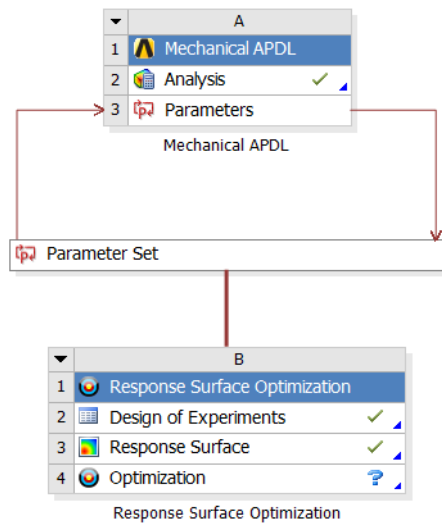 A
1 Mechanical APDL
2 Analysis
3 Parameters
Mechanical APDL
Parameter Set
B
1 Response Surface Optimization
2 Design of Experiments
3 Response Surface
4 Optimization ?
Response Surface Optimization